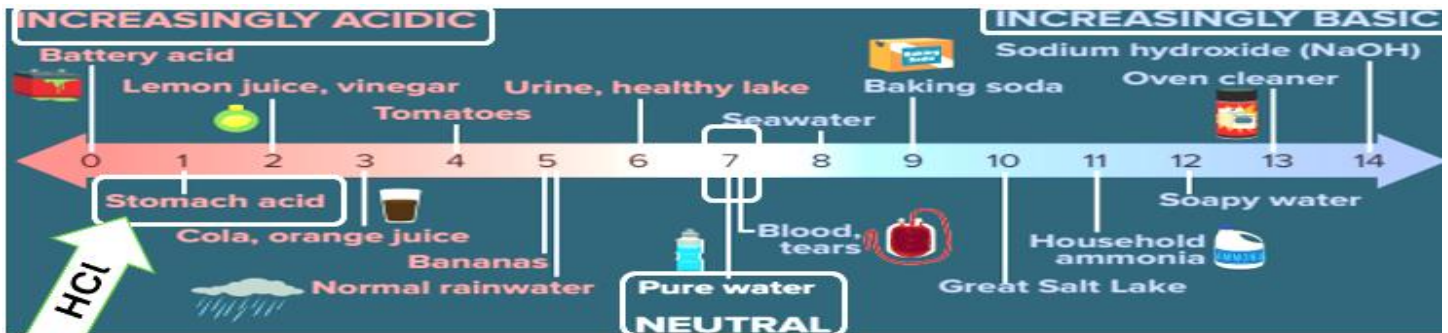 INCREASINGLY ACIDIC
INCREASINGLY BASIC
Battery acid
Sodium hydroxide (NaOH)
Lemon juice, vinegar
Urine, healthy lake
Baking Soda
Baking soda
Oven cleaner
Tomatoes
Seawater
0 1 2 3 4 5 6 7 8 9 10 11 12 13 14
Stomach acid
Soapy water
Cola, orange juice
Blood,
tears
Household
ammonia
Bananas
HCl
Normal rainwater
Pure water
Great Salt Lake
NEUTRAL